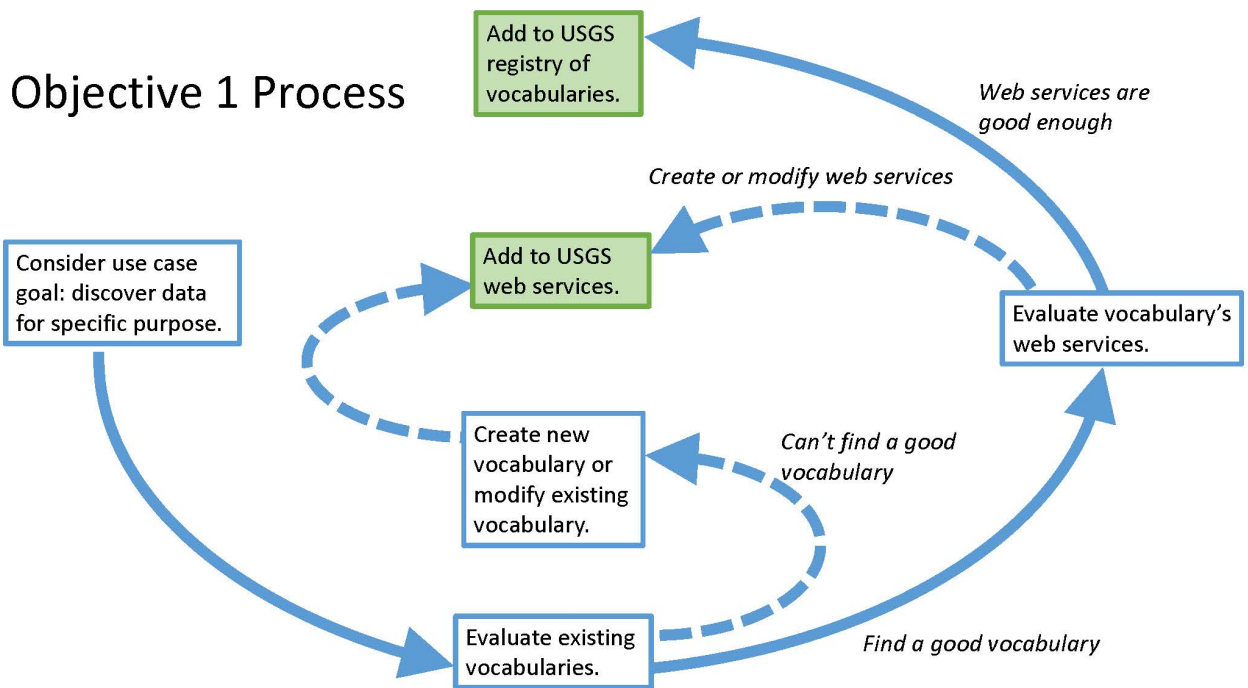 Objective 1 Process
Add to USGS
registry of
vocabularies.
Web services are
good enough
Create or modify web services
Consider use case
goal: discover data
for specific purpose.
Add to USGS
web services.
Evaluate vocabulary's
web services.
Create new
vocabulary or
modify existing
vocabulary.
Can't find a good
vocabulary
Evaluate existing
vocabularies.
Find a good vocabulary